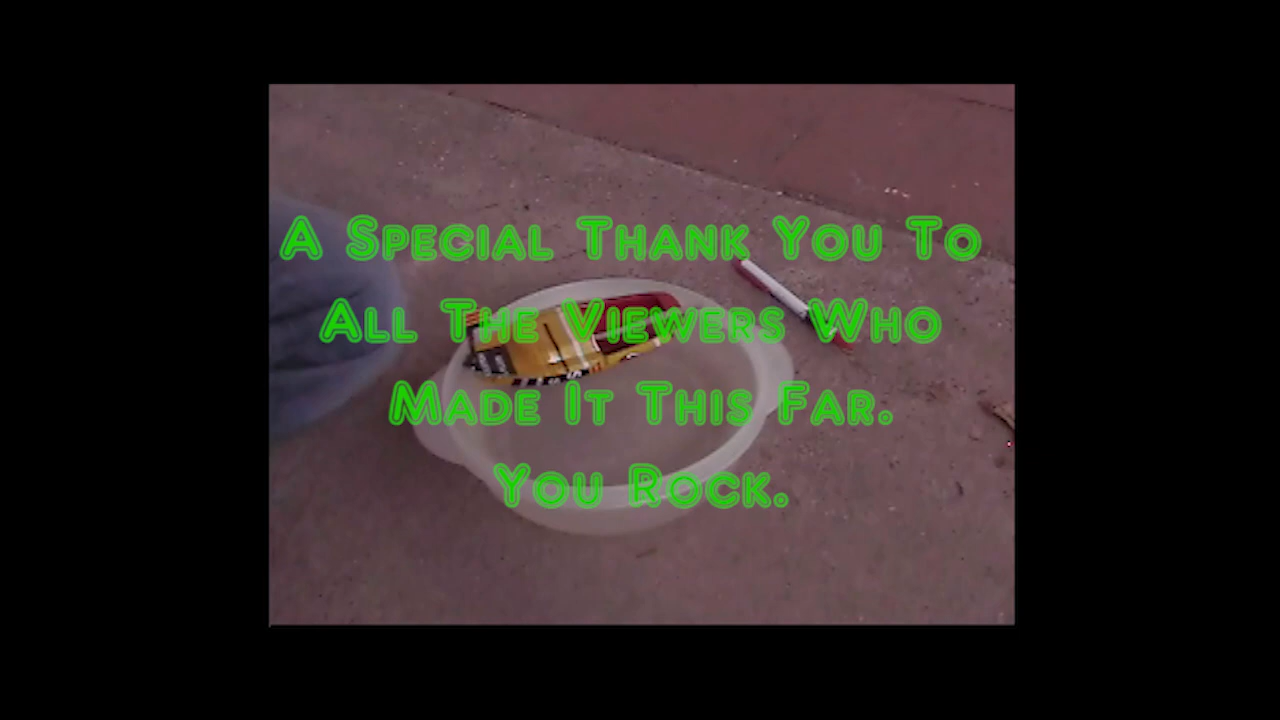 A Special Thank You To
All The Viewers Who
Made It This Far.
You Rock.